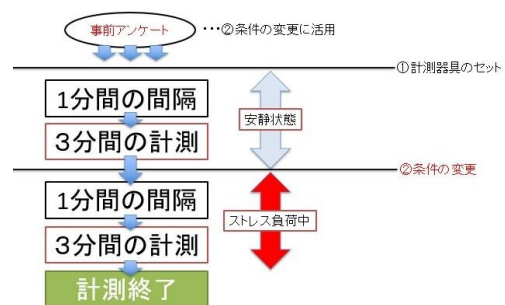 事前アンケート
・・・②条件の変更に活用
①計測器具のセット
1分間の間隔
安静状態
3分間の計測
②条件の変更
1分間の間隔
ストレス負荷中
3分間の計測
計測終了